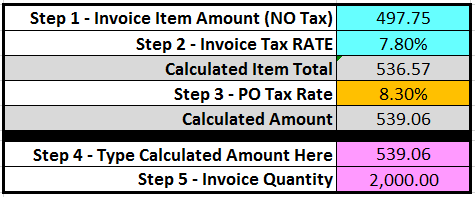 Step 1 - Invoice Item Amount (NO Tax) 497.75
Step 2 - Invoice Tax RATE 7.80%
Calculated Item Total 536.57
Step 3 - PO Tax Rate 8.30%
Calculated Amount 539.06
Step 4 - Type Calculated Amount Here 539.06
Step 5 - Invoice Quantity 2,000.00